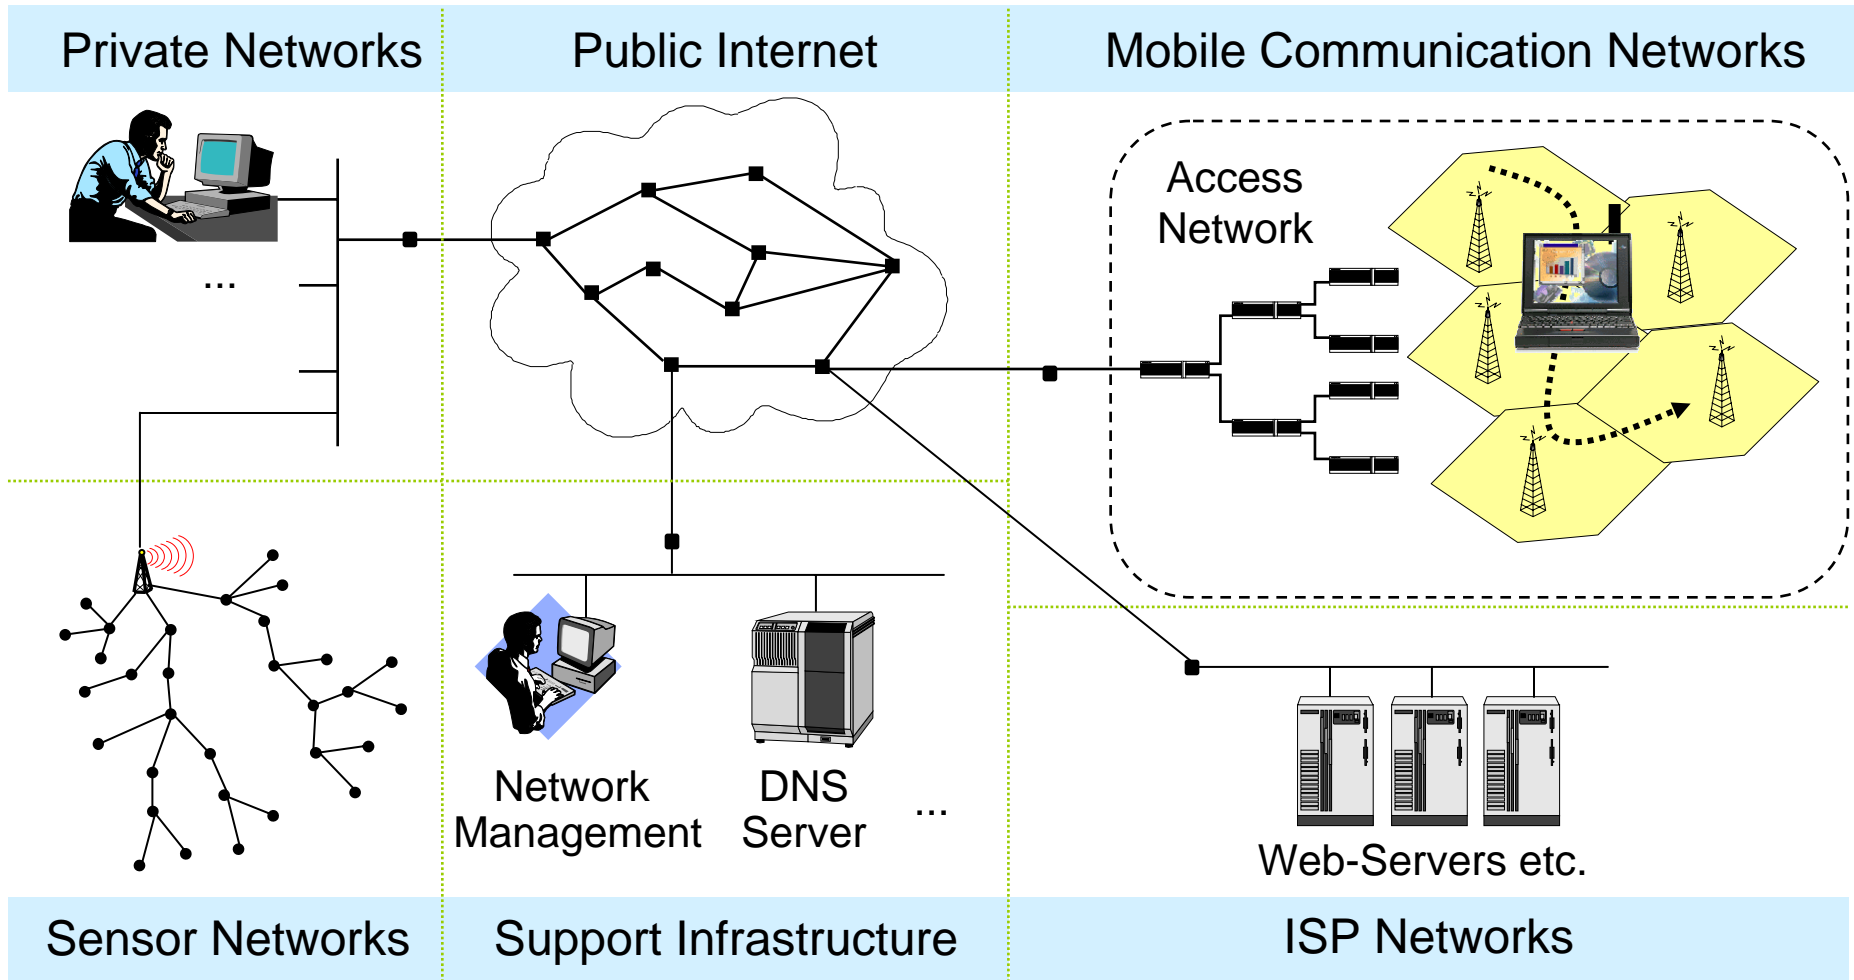 Private Networks
Public Internet
Mobile Communication Networks
Access
Network
...
Network
Management
DNS
Server
...
Web-Servers etc.
Sensor Networks
Support Infrastructure
ISP Networks